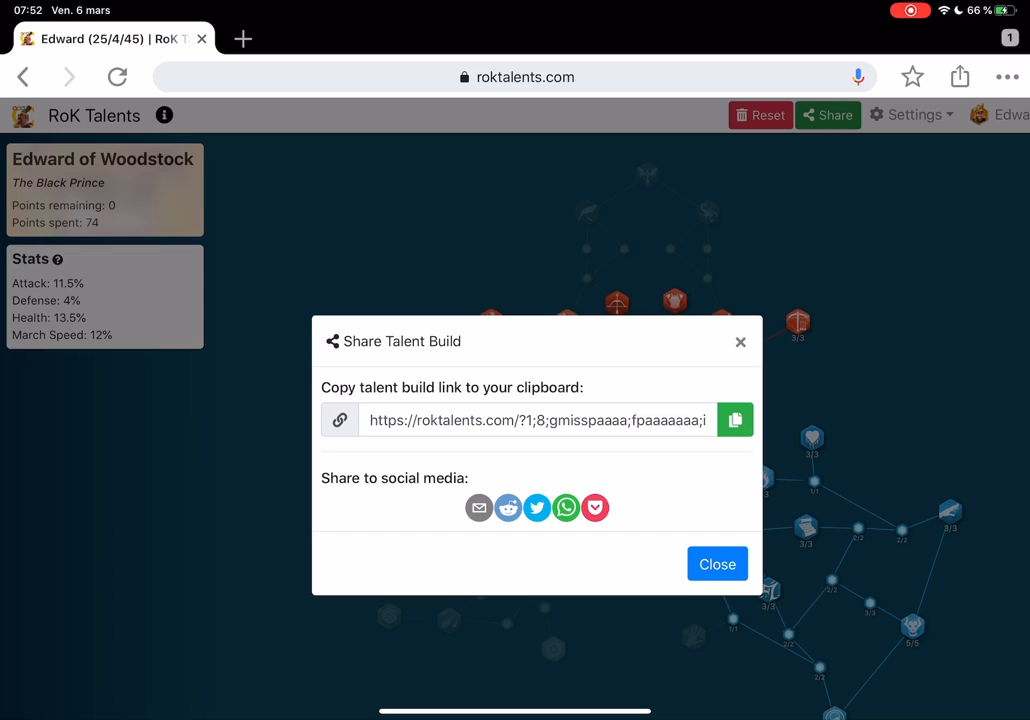 07:52 Ven. 6 mars 66 %
Edward (25/4/45) | RoK T
1
roktalents.com
RoK Talents
Reset Share Settings Edwa
Edward of Woodstock
The Black Prince
Points remaining: 0
Points spent: 74
Stats
Attack: 11.5%
Defense: 4%
Health: 13.5%
March Speed: 12%
3/3
Share Talent Build
Copy talent build link to your clipboard:
https://roktalents.com/?1;8;gmisspaaaa;fpaaaaaaa;i
Share to social media:
Close
3/3
1/1
3/3
3/3
2/2
2/2
3/3
2/2
3/3
3/3
1/1
2/2
5/5
2/2